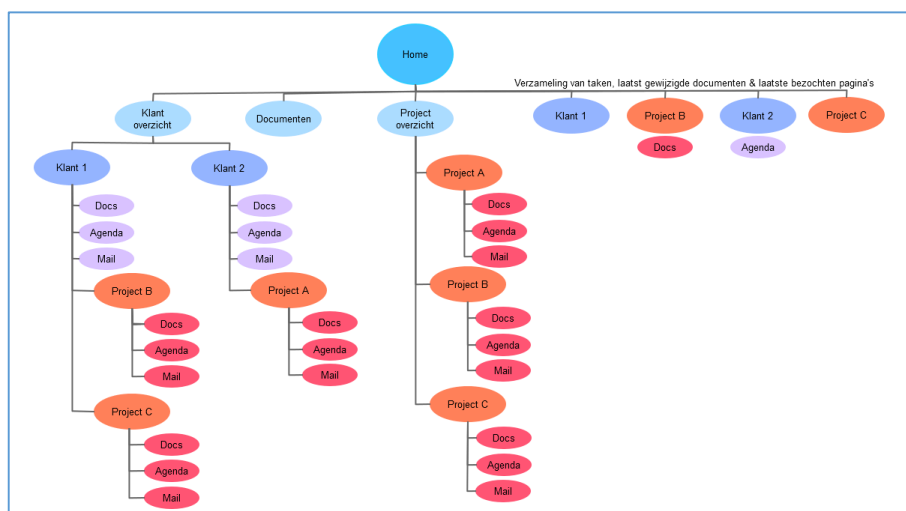 Home
Verzameling van taken, laatst gewijzigde documenten & laatste bezochten pagina's
Klant
overzicht
Documenten
Project
overzicht
Klant 1
Project B
Klant 2
Project C
Docs
Agenda
Klant 1
Klant 2
Docs
Agenda
Mail
Project B
Docs
Agenda
Mail
Project C
Docs
Agenda
Mail
Docs
Agenda
Mail
Project A
Docs
Agenda
Mail
Project A
Docs
Agenda
Mail
Project B
Docs
Agenda
Mail
Project C
Docs
Agenda
Mail